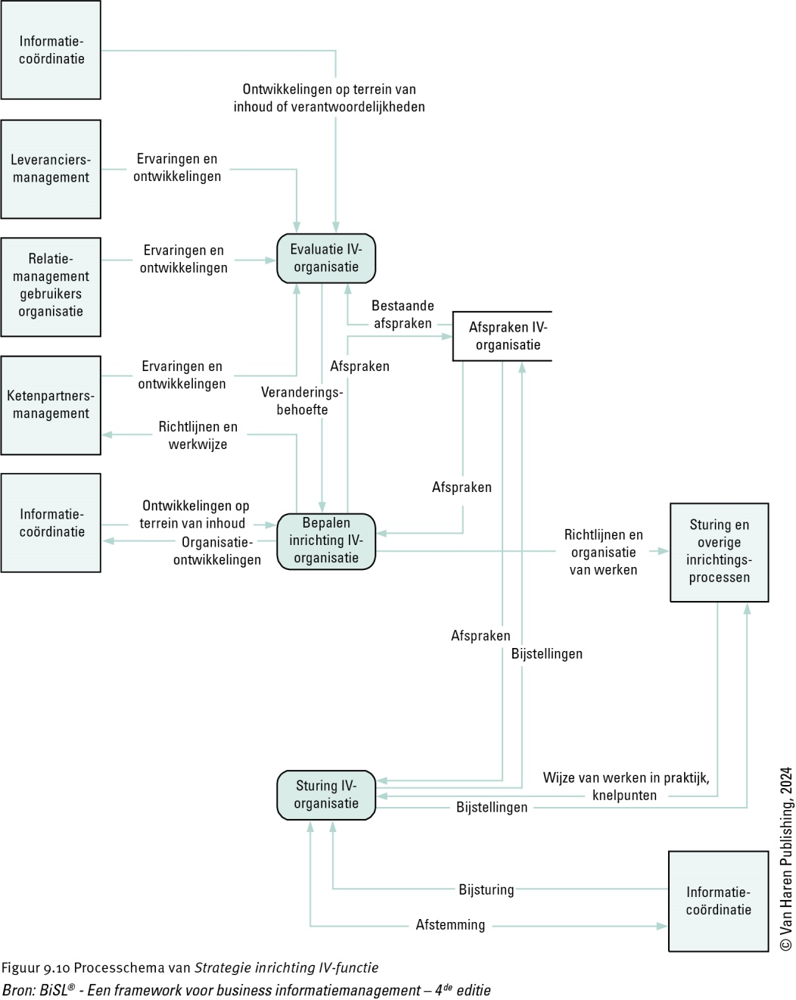 Informatie-
coördinatie
Ontwikkelingen op terrein van
inhoud of verantwoordelijkheden
Leveranciers-
management
Ervaringen en
ontwikkelingen
Relatie-
management
gebruikers
organisatie
Ervaringen en
ontwikkelingen
Evaluatie IV-
organisatie
Bestaande
afspraken
Afspraken IV-
organisatie
Ketenpartners-
management
Ervaringen en
ontwikkelingen
Afspraken
Veranderings-
behoefte
Richtlijnen en
werkwijze
Afspraken
Informatie-
coördinatie
Ontwikkelingen op
terrein van inhoud
Organisatie-
ontwikkelingen
Bepalen
inrichting IV-
organisatie
Richtlijnen en
organisatie
van werken
Sturing en
overige
inrichtings-
processen
Afspraken
Bijstellingen
Sturing IV-
organisatie
Wijze van werken in praktijk,
knelpunten
Bijstellingen
Bijsturing
Afstemming
Informatie-
coördinatie
© Van Haren Publishing, 2024
Figuur 9.10 Processchema van Strategie inrichting IV-functie
Bron: BiSL® - Een framework voor business informatiemanagement – 4de editie